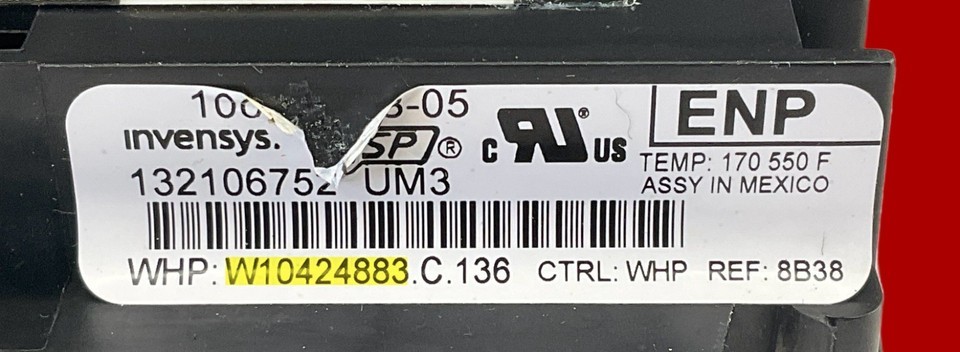 ENP
invensys. SP ®
C RU ® US
TEMP: 170 550 F
132106752 UM3
ASSY IN MEXICO
WHP: W10424883.C.136 CTRL: WHP REF: 8B38